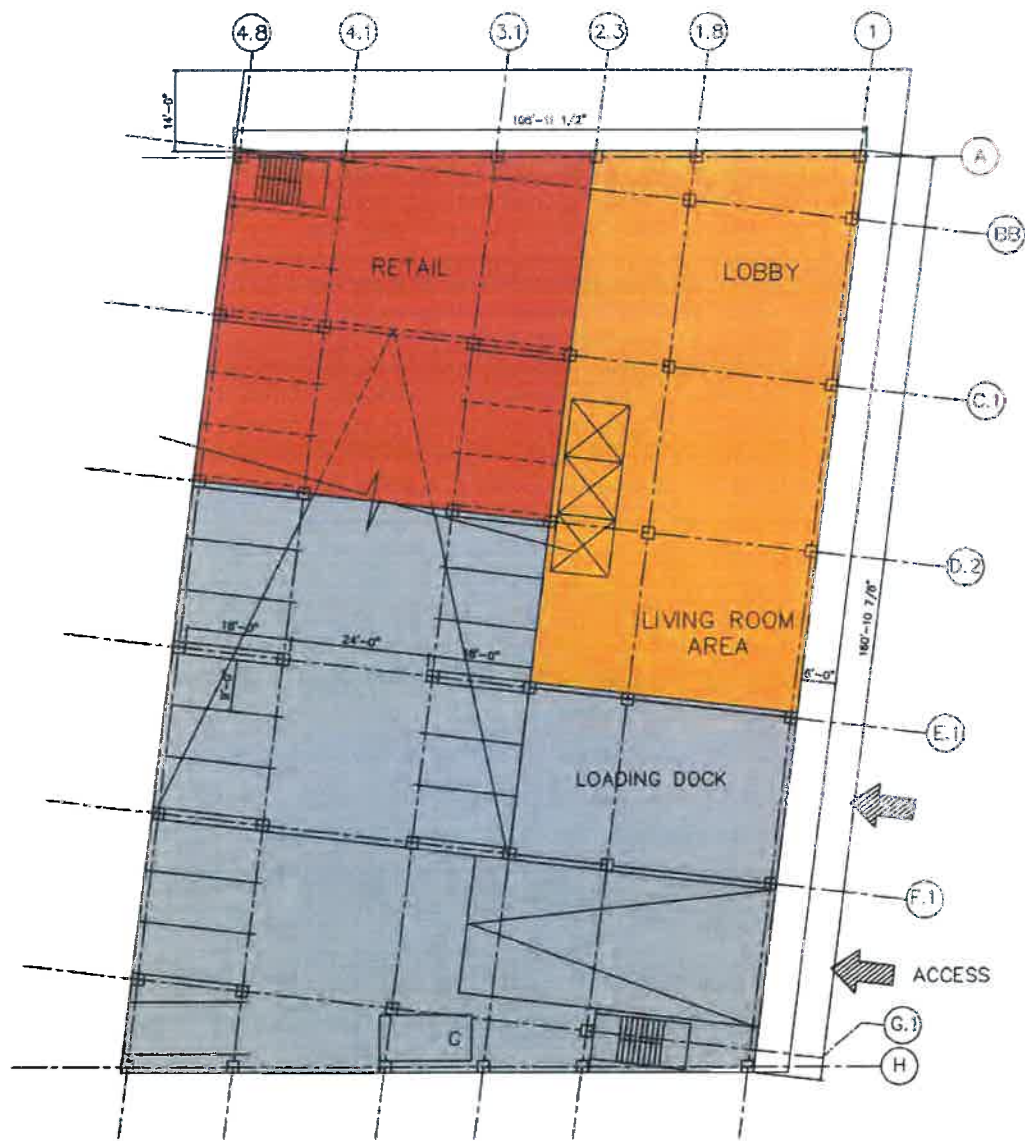 4.8
4.1
3.1
2.3
1.8
1
14'-0"
106'-11 1/2"
A
BB
RETAIL
LOBBY
C.1
D.2
LIVING ROOM
AREA
18'-0"
24'-0"
18'-0"
6'-0"
160'-10 7/8"
E.1
LOADING DOCK
F.1
ACCESS
G.1
G
H